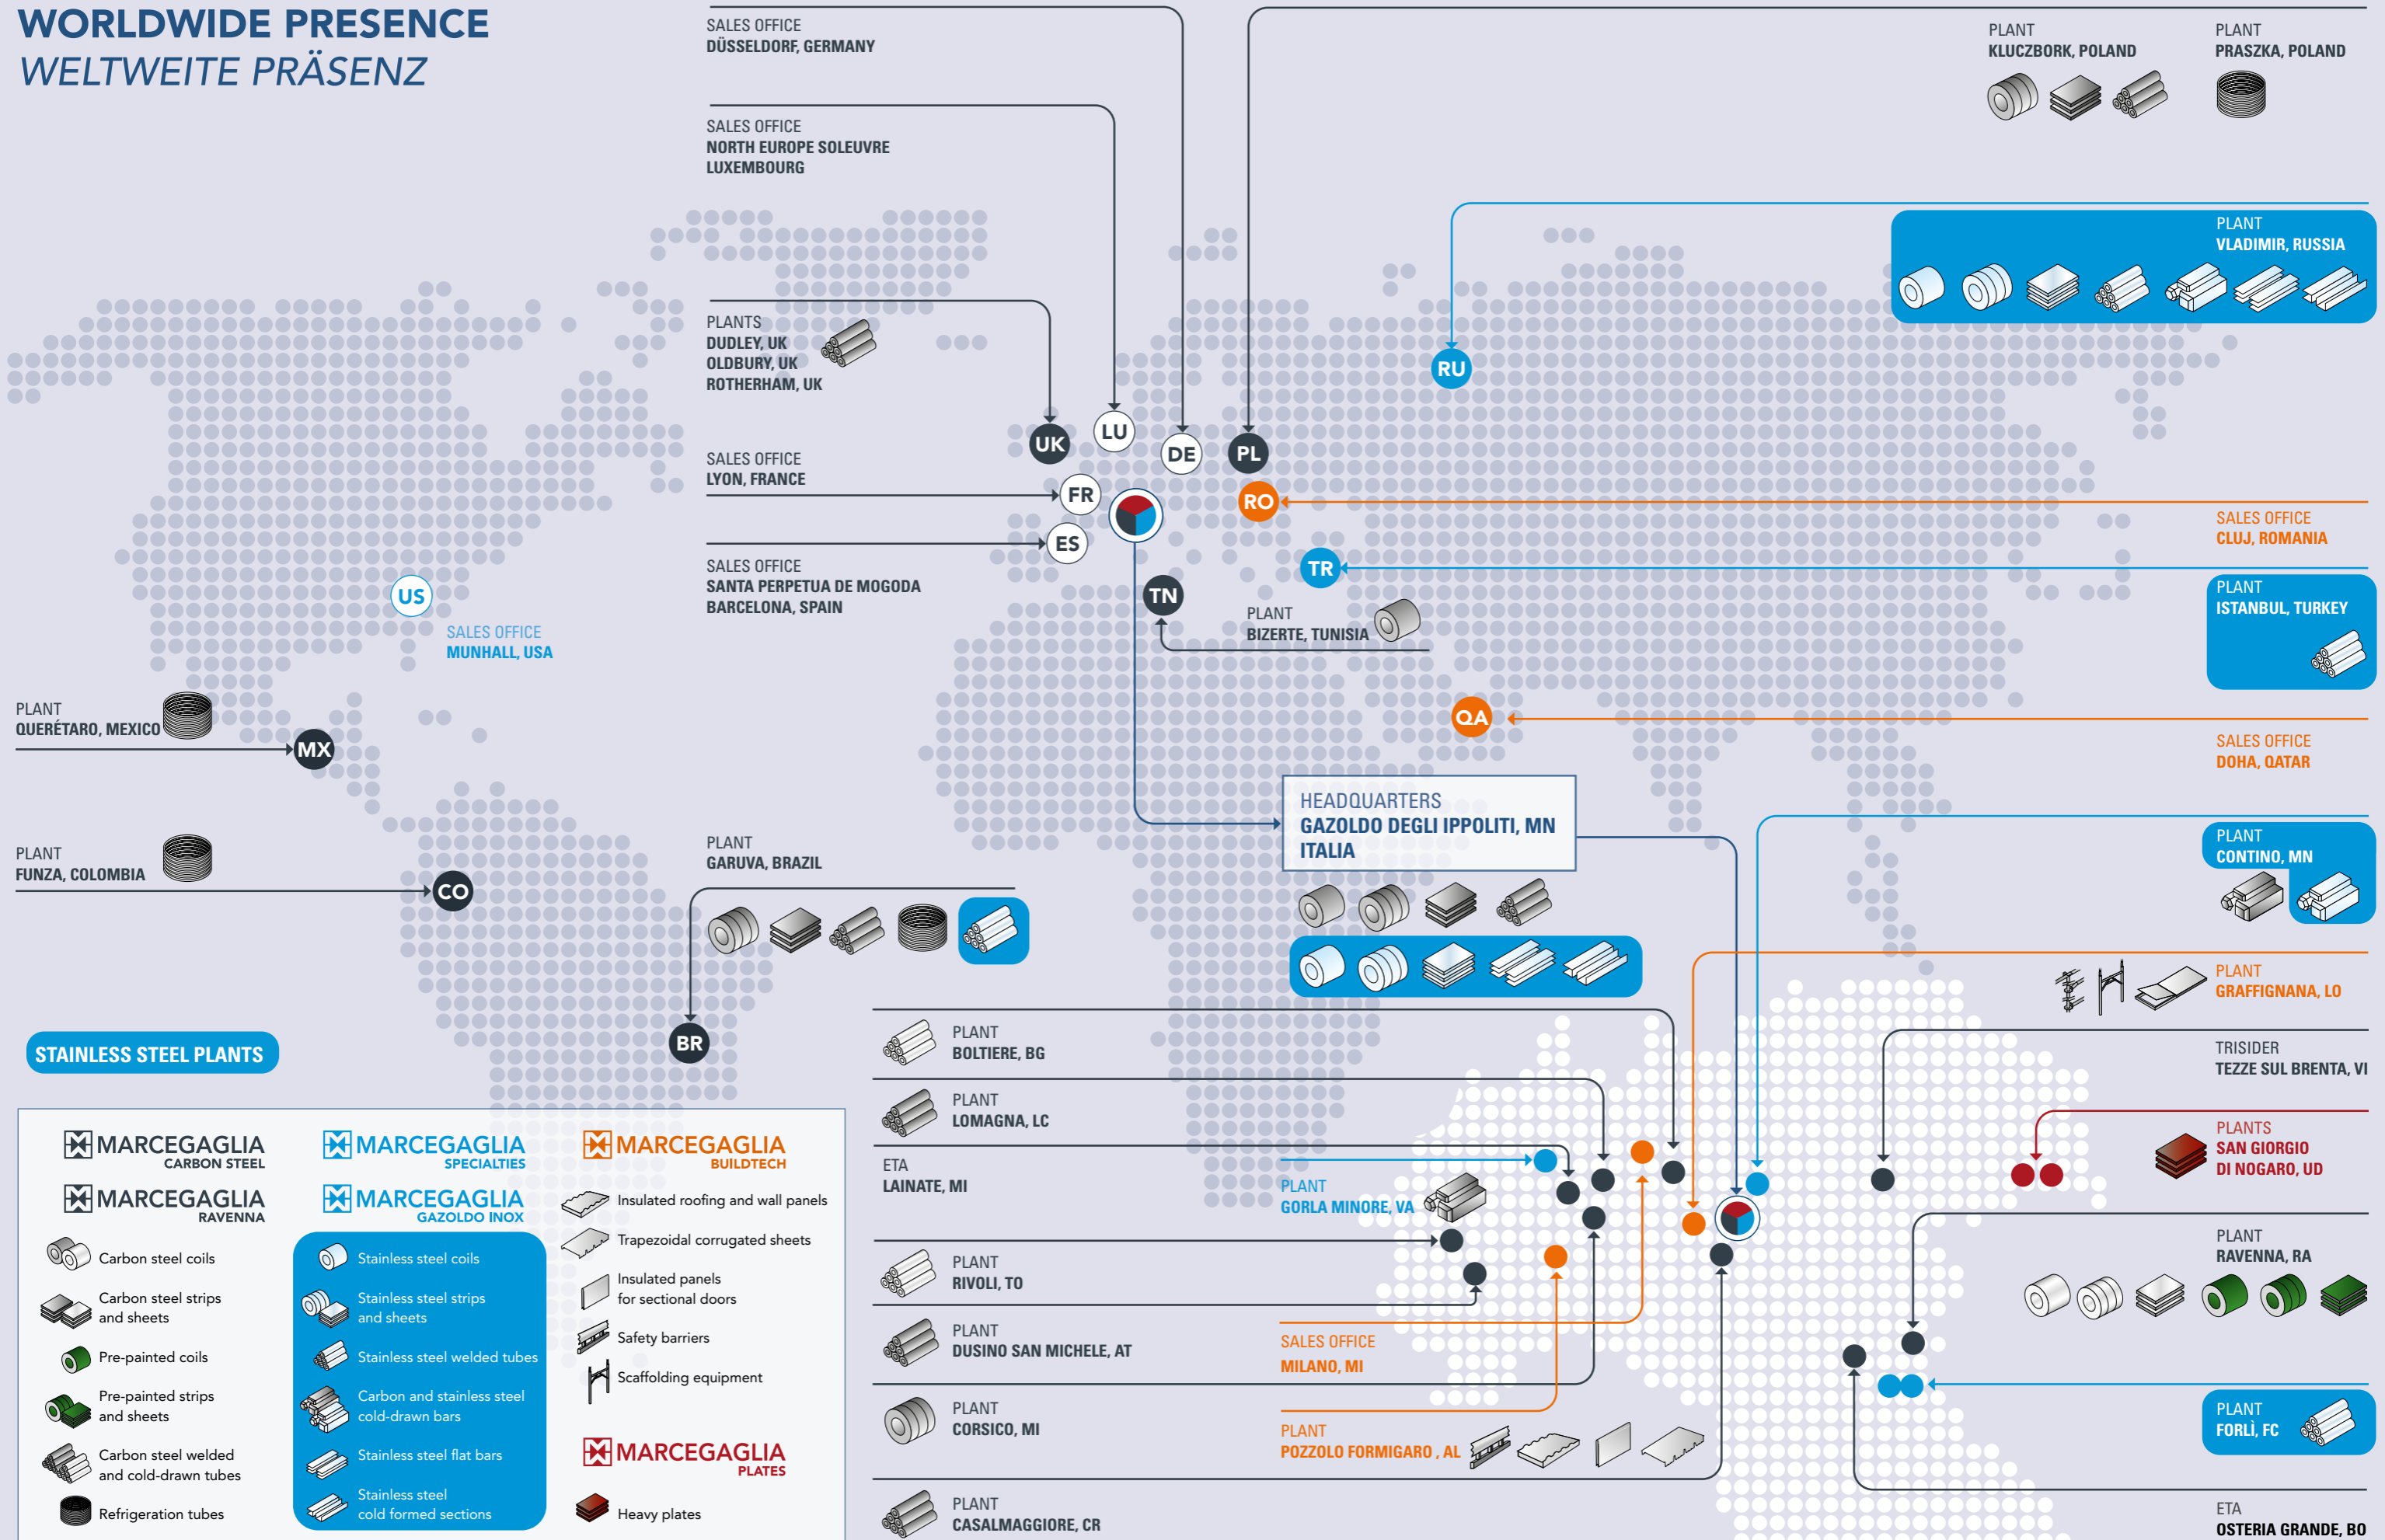 WORLDWIDE PRESENCE
WELTWEITE PRÄSENZ
SALES OFFICE
DÜSSELDORF, GERMANY
SALES OFFICE
NORTH EUROPE SOLEUVRE
LUXEMBOURG
PLANTS
DUDLEY, UK
OLDBURY, UK
ROTHERHAM, UK
SALES OFFICE
LYON, FRANCE
SALES OFFICE
SANTA PERPETUA DE MOGODA
BARCELONA, SPAIN
PLANT
KLUCZBORK, POLAND
PLANT
PRASZKA, POLAND
PLANT
VLADIMIR, RUSSIA
RU
UK
LU
DE
PL
FR
RO
ES
TR
TN
US
QA
MX
CO
BR
SALES OFFICE
CLUJ, ROMANIA
PLANT
ISTANBUL, TURKEY
PLANT
BIZERTE, TUNISIA
SALES OFFICE
MUNHALL, USA
PLANT
QUERÉTARO, MEXICO
SALES OFFICE
DOHA, QATAR
HEADQUARTERS
GAZOLDO DEGLI IPPOLITI, MN
ITALIA
PLANT
FUNZA, COLOMBIA
PLANT
GARUVA, BRAZIL
PLANT
CONTINO, MN
PLANT
GRAFFIGNANA, LO
TRISIDER
TEZZE SUL BRENTA, VI
PLANTS
SAN GIORGIO
DI NOGARO, UD
PLANT
RAVENNA, RA
PLANT
FORLÌ, FC
ETA
OSTERIA GRANDE, BO
PLANT
BOLTIERE, BG
PLANT
LOMAGNA, LC
ETA
LAINATE, MI
PLANT
GORLA MINORE, VA
PLANT
RIVOLI, TO
PLANT
DUSINO SAN MICHELE, AT
SALES OFFICE
MILANO, MI
PLANT
CORSICO, MI
PLANT
POZZOLO FORMIGARO , AL
PLANT
CASALMAGGIORE, CR
STAINLESS STEEL PLANTS
MARCEGAGLIA
CARBON STEEL
MARCEGAGLIA
RAVENNA
Carbon steel coils
Carbon steel strips
and sheets
Pre-painted coils
Pre-painted strips
and sheets
Carbon steel welded
and cold-drawn tubes
Refrigeration tubes
MARCEGAGLIA
SPECIALTIES
MARCEGAGLIA
GAZOLDO INOX
Stainless steel coils
Stainless steel strips
and sheets
Stainless steel welded tubes
Carbon and stainless steel
cold-drawn bars
Stainless steel flat bars
Stainless steel
cold formed sections
MARCEGAGLIA
BUILDTECH
Insulated roofing and wall panels
Trapezoidal corrugated sheets
Insulated panels
for sectional doors
Safety barriers
Scaffolding equipment
MARCEGAGLIA
PLATES
Heavy plates